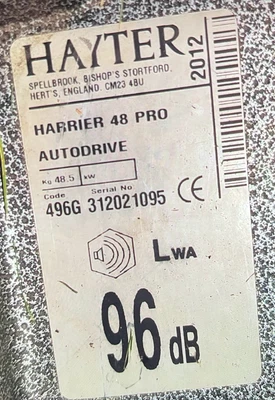 HAYTER
2012
SPELLBROOK, BISHOP'S STORTFORD,
HERT'S, ENGLAND. CM23 4BU
HARRIER 48 PRO
AUTODRIVE
Kg 48.5 kW
Code Serial No
496G 312021095 CE
LWA
96 dB